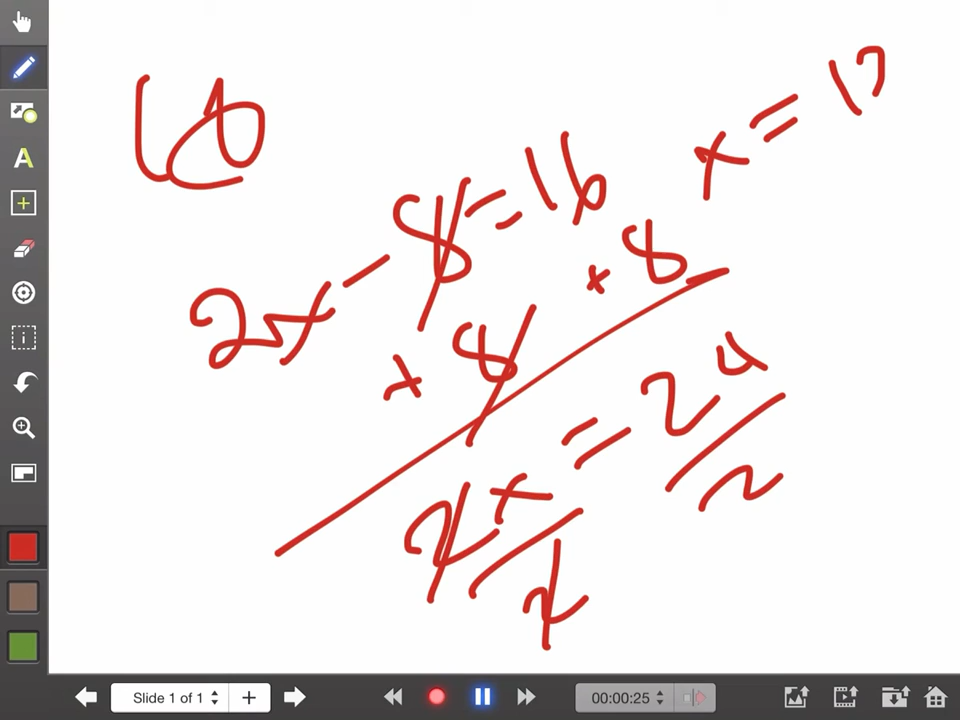 2x - 8 = 16
+ 8 + 8
2x/2 = 24/2
x = 12
A
i
Slide 1 of 1
00:00:25